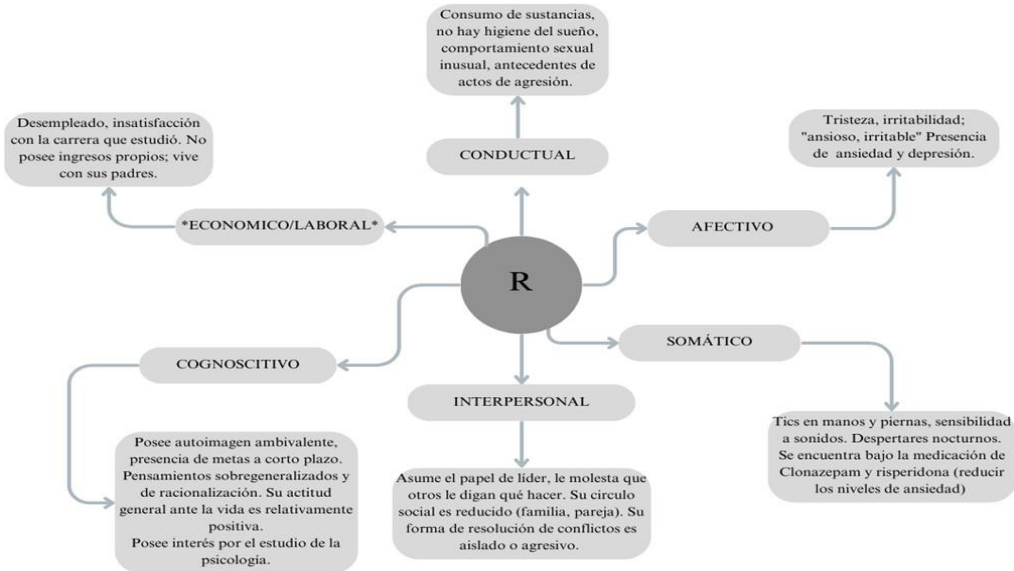 Consumo de sustancias,
no hay higiene del sueño,
comportamiento sexual
inusual, antecedentes de
actos de agresión.
CONDUCTUAL
Desempleado, insatisfacción
con la carrera que estudió. No
posee ingresos propios; vive
con sus padres.
*ECONOMICO/LABORAL*
Tristeza, irritabilidad;
"ansioso, irritable" Presencia
de ansiedad y depresión.
AFECTIVO
R
COGNOSCITIVO
Posee autoimagen ambivalente,
presencia de metas a corto plazo.
Pensamientos sobregeneralizados y
de racionalización. Su actitud
general ante la vida es relativamente
positiva.
Posee interés por el estudio de la
psicología.
INTERPERSONAL
Asume el papel de líder, le molesta que
otros le digan qué hacer. Su circulo
social es reducido (familia, pareja). Su
forma de resolución de conflictos es
aislado o agresivo.
SOMÁTICO
Tics en manos y piernas, sensibilidad
a sonidos. Despertares nocturnos.
Se encuentra bajo la medicación de
Clonazepam y risperidona (reducir
los niveles de ansiedad)